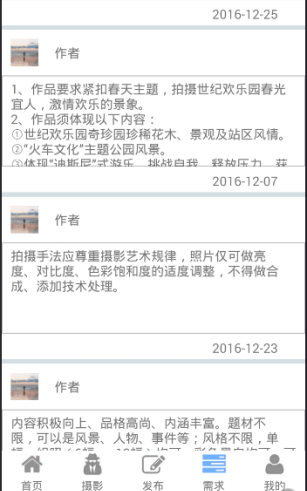 2016-12-25
作者
1、作品要求紧扣春天主题，拍摄世纪欢乐园春光
宜人，激情欢乐的景象。
2、作品须体现以下内容：
①世纪欢乐园奇珍园珍稀花木、景观及站区风情。
②“火车文化”主题公园风景。
③体现“迪斯尼”式游乐，挑战自我，释放压力，获
2016-12-07
作者
拍摄手法应尊重摄影艺术规律，照片仅可做亮
度、对比度、色彩饱和度的适度调整，不得做合
成、添加技术处理。
2016-12-23
作者
内容积极向上、品格高尚、内涵丰富。题材不
限，可以是风景、人物、事件等；风格不限，单
首页
摄影
发布
需求
我的